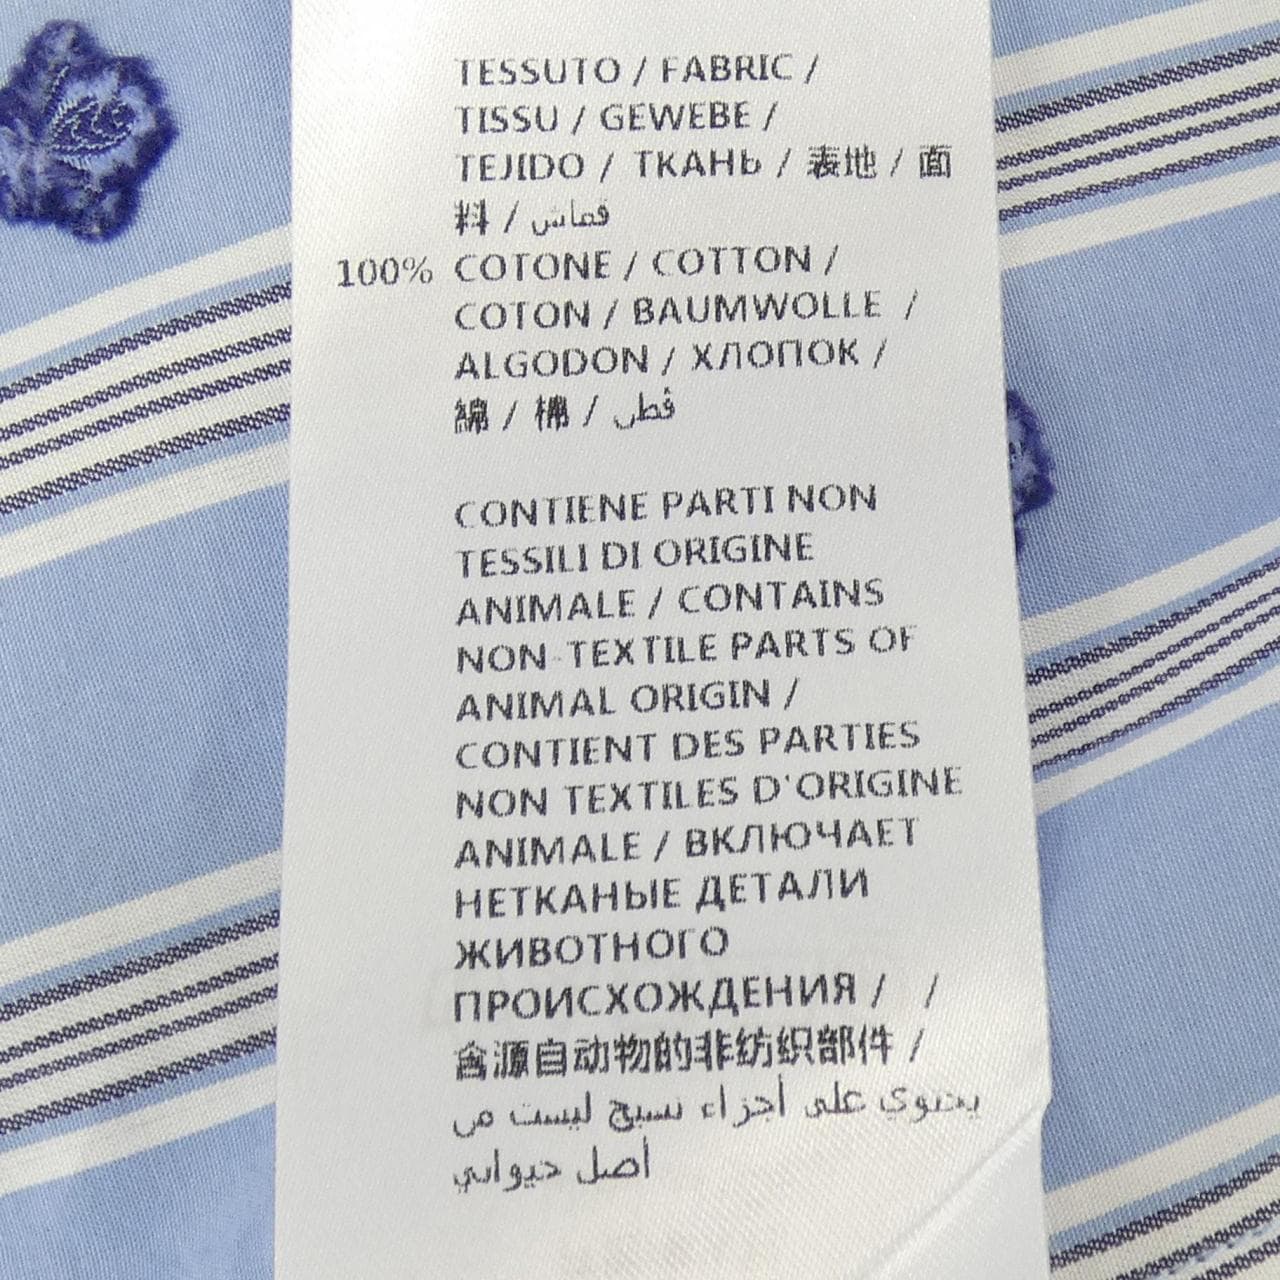 TESSUTO / FABRIC /
TISSU / GEWEBE /
TEJIDO / ТКАНЬ / 表地 / 面
料 / قماش
100% COTONE / COTTON /
COTON / BAUMWOLLE /
ALGODON / ХЛОПОК /
綿 / 棉 / قطن
CONTIENE PARTI NON
TESSILI DI ORIGINE
ANIMALE / CONTAINS
NON-TEXTILE PARTS OF
ANIMAL ORIGIN /
CONTIENT DES PARTIES
NON TEXTILES D'ORIGINE
ANIMALE / ВКЛЮЧАЕТ
НЕТКАНЫЕ ДЕТАЛИ
ЖИВОТНОГО
ПРОИСХОЖДЕНИЯ / /
含源自动物的非纺织部件 /
يحتوي على أجزاء نسيج ليست من
أصل حيواني